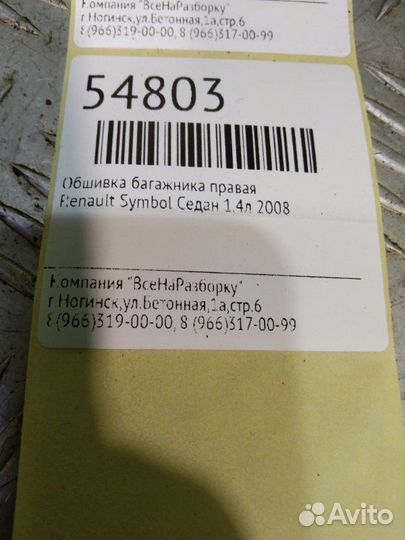 Компания "ВсеНаРазборку"
г.Ногинск,ул.Бетонная,1а,стр.6
8(966)319-00-00, 8 (966)317-00-99
54803
Обшивка багажника правая
Renault Symbol Седан 1.4л 2008
Компания "ВсеНаРазборку"
г.Ногинск,ул.Бетонная,1а,стр.6
8(966)319-00-00, 8 (966)317-00-99
Avito